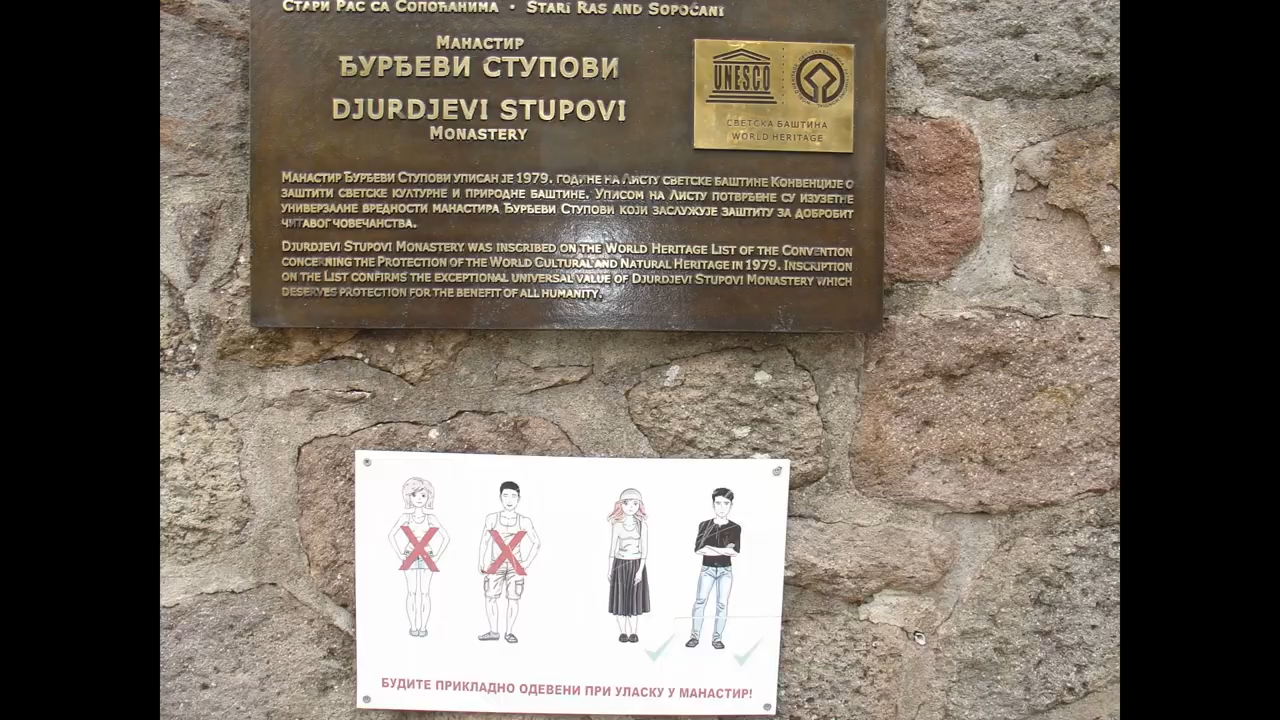 Стари Рас са Сопоћанима · Stari Ras and Sopoćani
Манастир
ЂУРЂЕВИ СТУПОВИ
DJURDJEVI STUPOVI
Monastery
UNESCO
СВЕТСКА БАШТИНА
WORLD HERITAGE
Манастир Ђурђеви Ступови уписан је 1979. године на Листу светске баштине Конвенције о
заштити светске културне и природне баштине. Уписом на Листу потврђене су изузетне
универзалне вредности манастира Ђурђеви Ступови који заслужује заштиту за добробит
читавог човечанства.
Djurdjevi Stupovi Monastery was inscribed on the World Heritage List of the Convention
concerning the Protection of the World Cultural and Natural Heritage in 1979. Inscription
on the List confirms the exceptional universal value of Djurdjevi Stupovi Monastery which
deserves protection for the benefit of all humanity.
БУДИТЕ ПРИКЛАДНО ОДЕВЕНИ ПРИ УЛАСКУ У МАНАСТИР!